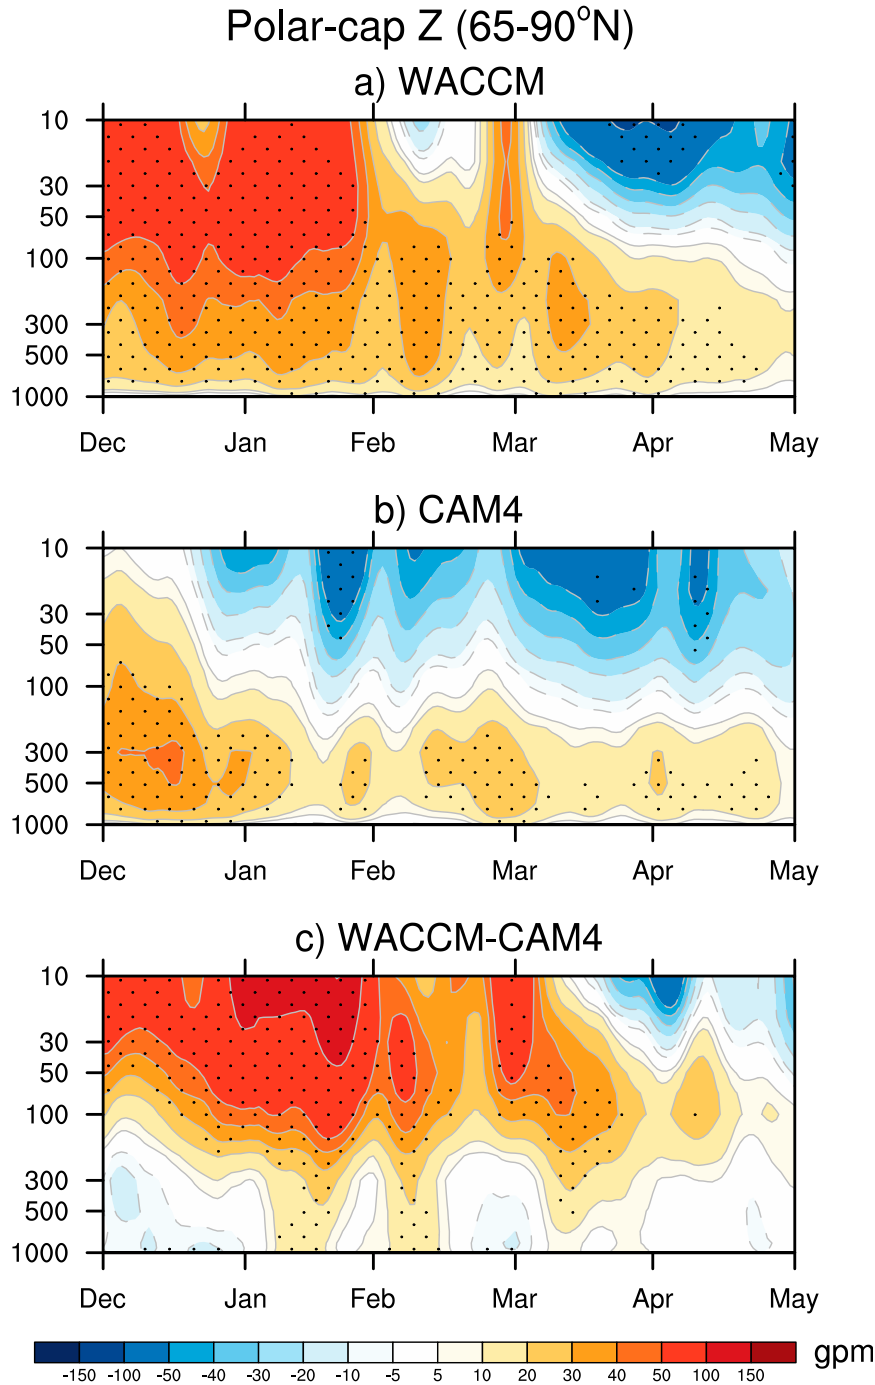 Polar-cap Z (65-90°N)
a) WACCM
10
30
50
100
300
500
1000
Dec Jan Feb Mar Apr May
b) CAM4
10
30
50
100
300
500
1000
Dec Jan Feb Mar Apr May
c) WACCM-CAM4
10
30
50
100
300
500
1000
Dec Jan Feb Mar Apr May
gpm
-150 -100 -50 -40 -30 -20 -10 -5 5 10 20 30 40 50 100 150